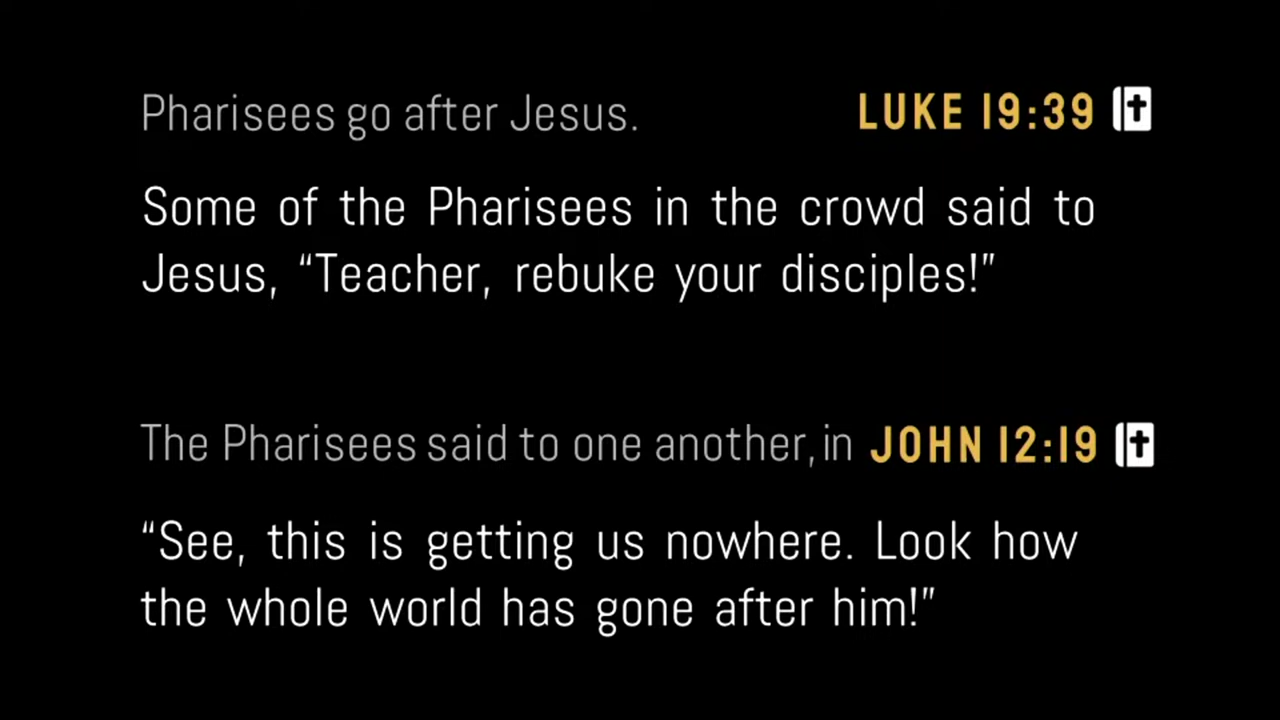 Pharisees go after Jesus. LUKE 19:39
Some of the Pharisees in the crowd said to
Jesus, “Teacher, rebuke your disciples!”
The Pharisees said to one another, in JOHN 12:19
“See, this is getting us nowhere. Look how
the whole world has gone after him!”